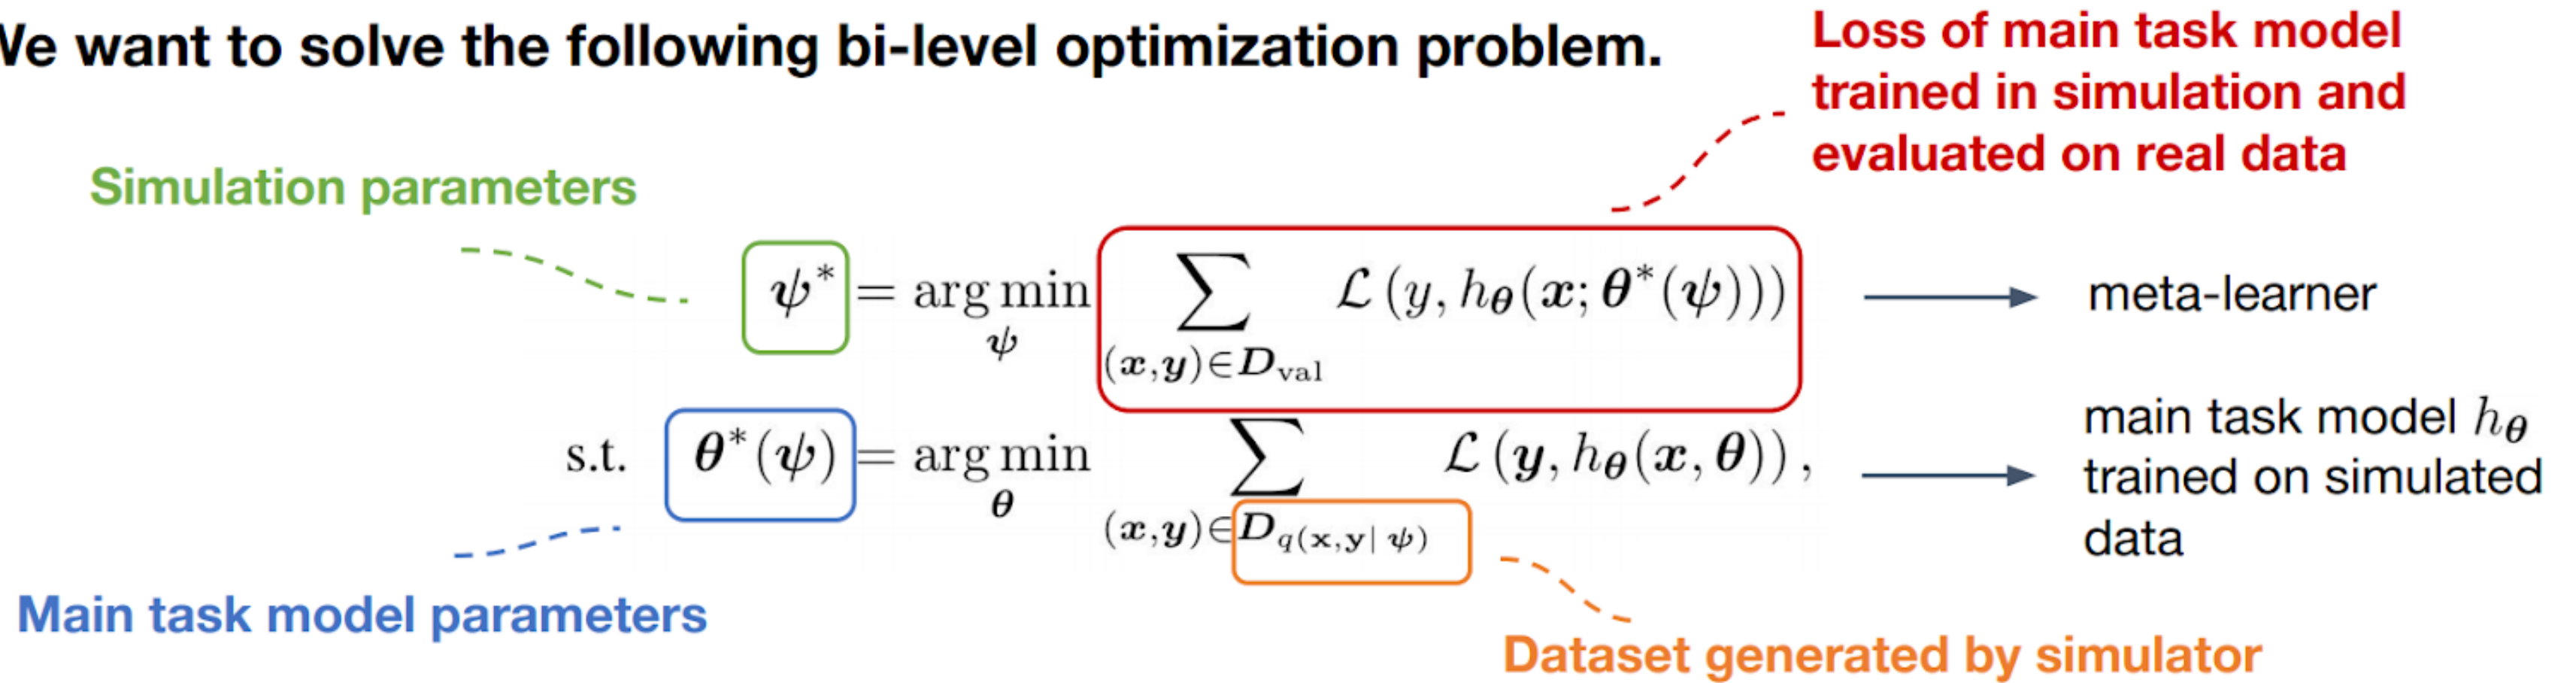 We want to solve the following bi-level optimization problem.
Loss of main task model
trained in simulation and
evaluated on real data
Simulation parameters
ψ* = arg min_ψ ∑_{(x,y)∈D_val} ℒ(y, h_θ(x; θ*(ψ)))
meta-learner
s.t. θ*(ψ) = arg min_θ ∑_{(x,y)∈D_{q(x,y| ψ)}} ℒ(y, h_θ(x, θ)),
main task model h_θ
trained on simulated
data
Main task model parameters
Dataset generated by simulator